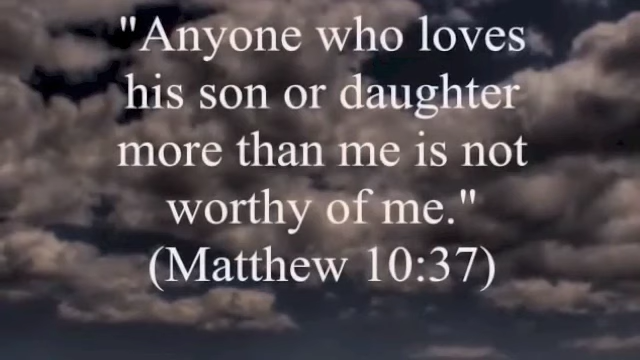 "Anyone who loves
his son or daughter
more than me is not
worthy of me."
(Matthew 10:37)